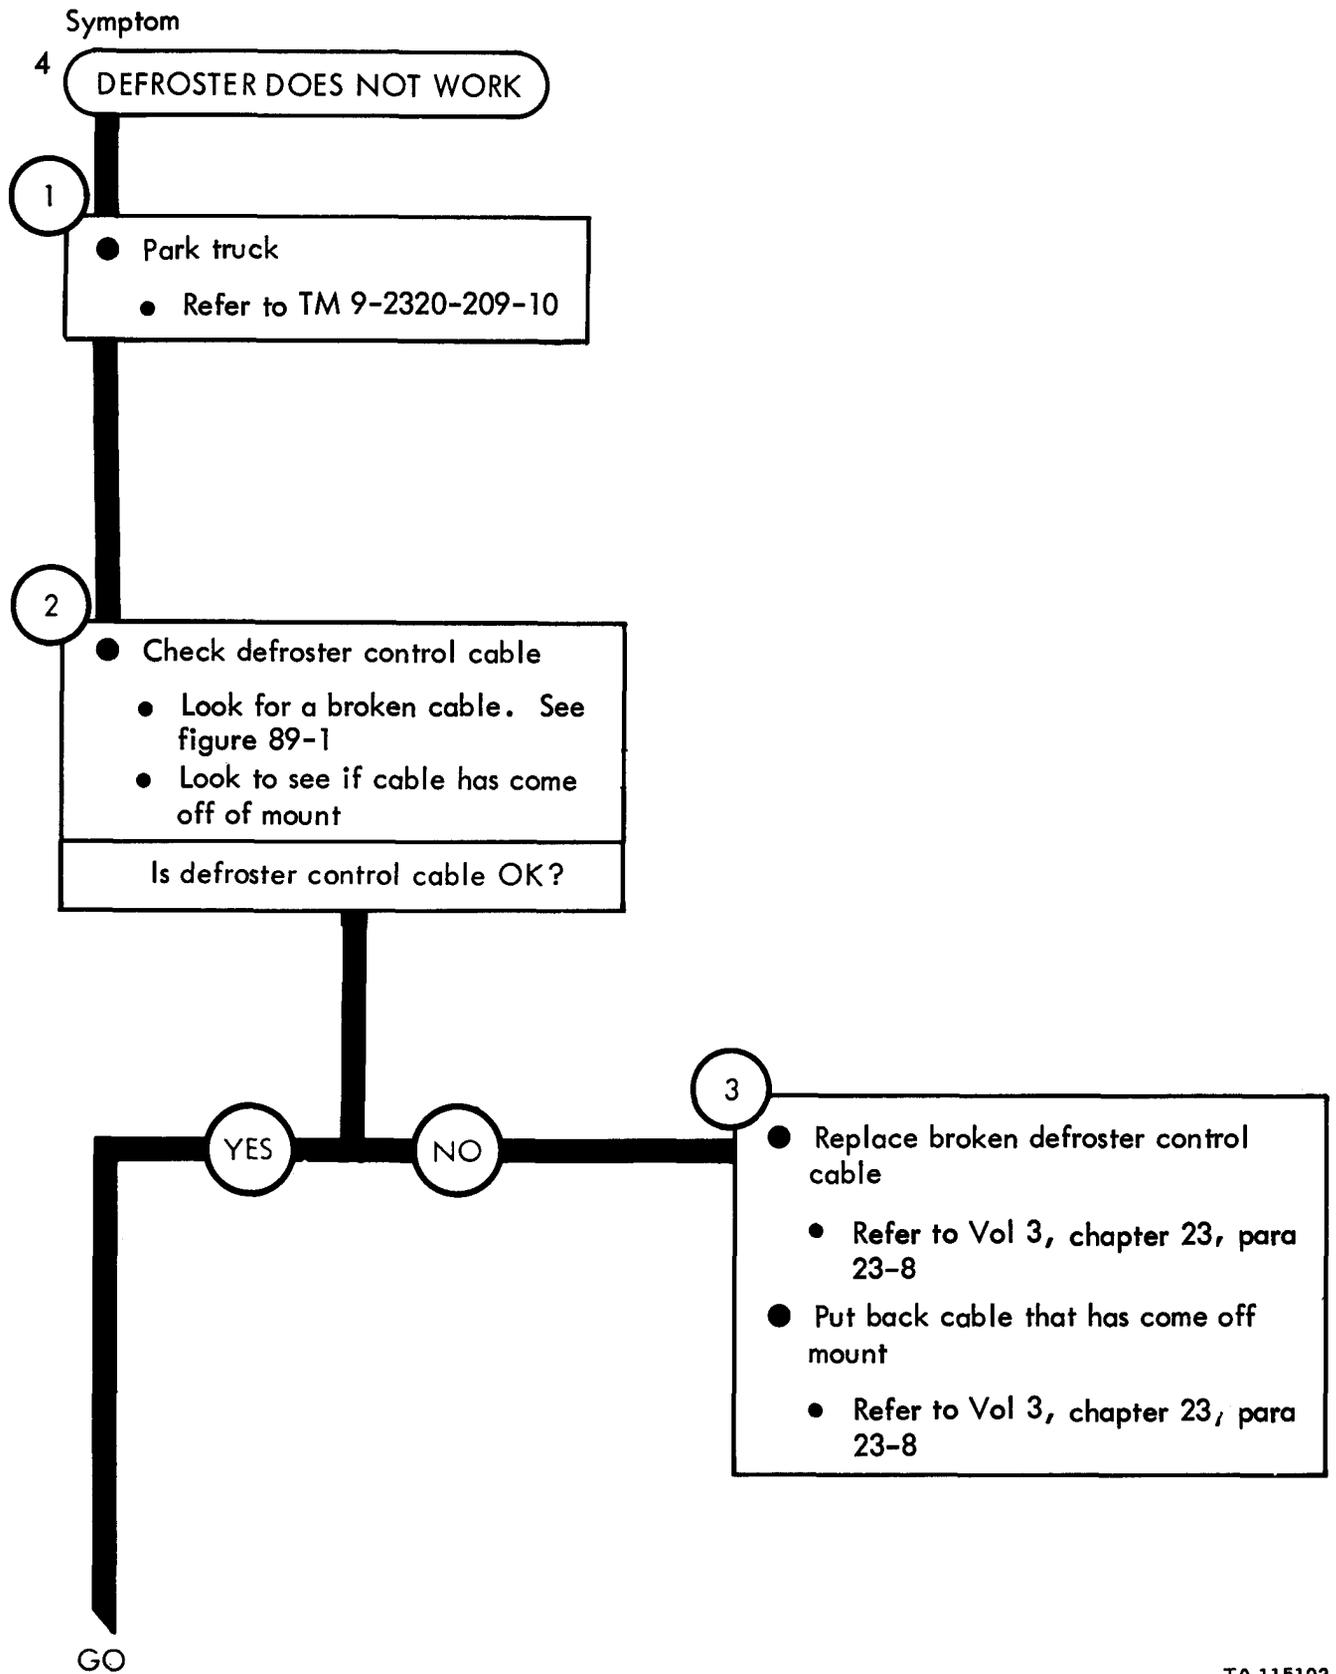 Symptom
4
DEFROSTER DOES NOT WORK
1
● Park truck
● Refer to TM 9-2320-209-10
2
● Check defroster control cable
● Look for a broken cable. See
figure 89-1
● Look to see if cable has come
off of mount
Is defroster control cable OK?
YES
NO
3
● Replace broken defroster control
cable
● Refer to Vol 3, chapter 23, para
23-8
● Put back cable that has come off
mount
● Refer to Vol 3, chapter 23, para
23-8
GO